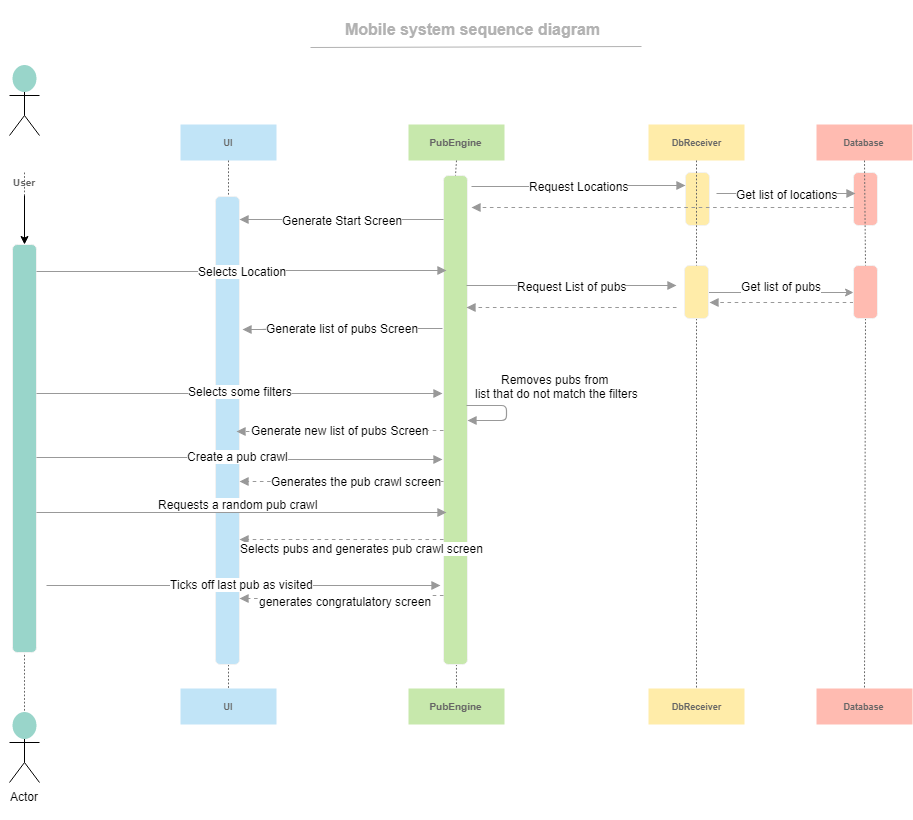 Mobile system sequence diagram
UI
PubEngine
DbReceiver
Database
User
Request Locations
Get list of locations
Generate Start Screen
Selects Location
Request List of pubs
Get list of pubs
Generate list of pubs Screen
Removes pubs from
list that do not match the filters
Selects some filters
Generate new list of pubs Screen
Create a pub crawl
Generates the pub crawl screen
Requests a random pub crawl
Selects pubs and generates pub crawl screen
Ticks off last pub as visited
generates congratulatory screen
UI
PubEngine
DbReceiver
Database
Actor